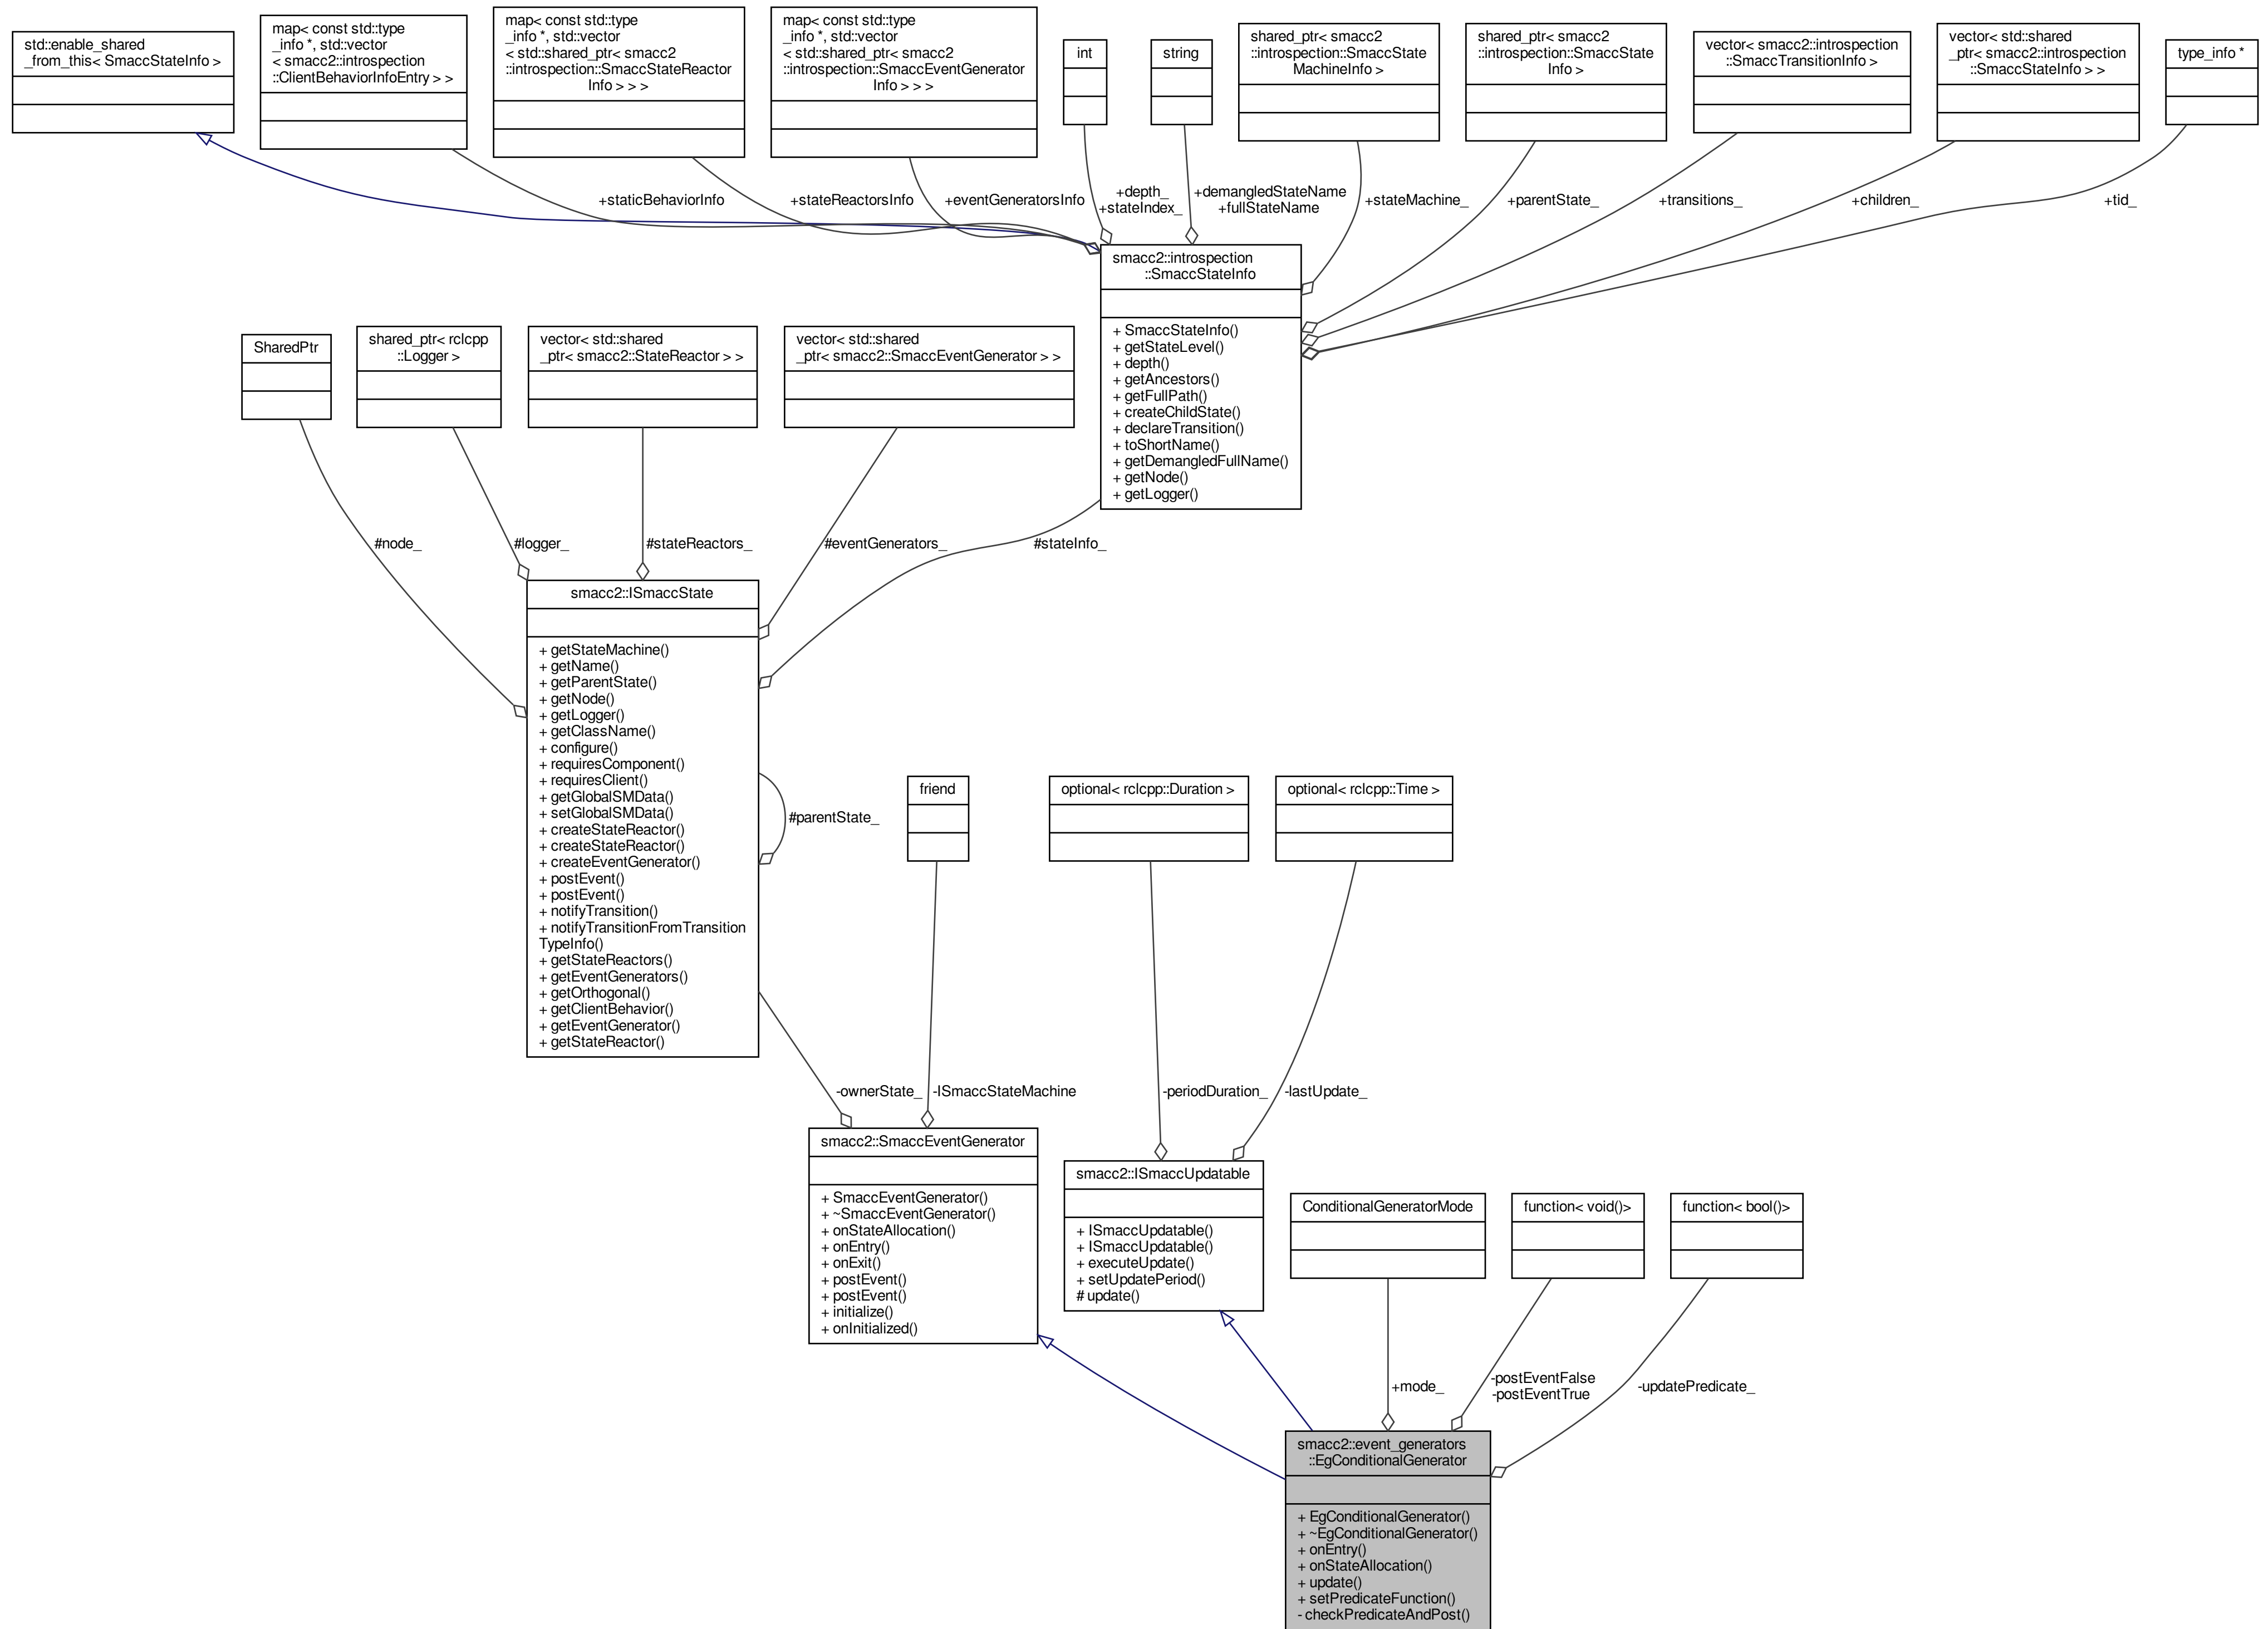 std::enable_shared
_from_this< SmaccStateInfo >
map< const std::type
_info *, std::vector
< smacc2::introspection
::ClientBehaviorInfoEntry > >
map< const std::type
_info *, std::vector
< std::shared_ptr< smacc2
::introspection::SmaccStateReactor
Info > > >
map< const std::type
_info *, std::vector
< std::shared_ptr< smacc2
::introspection::SmaccEventGenerator
Info > > >
int
string
shared_ptr< smacc2
::introspection::SmaccState
MachineInfo >
shared_ptr< smacc2
::introspection::SmaccState
Info >
vector< smacc2::introspection
::SmaccTransitionInfo >
vector< std::shared
_ptr< smacc2::introspection
::SmaccStateInfo > >
type_info *
+staticBehaviorInfo
+stateReactorsInfo
+eventGeneratorsInfo
+depth_
+stateIndex_
+demangledStateName
+fullStateName
+stateMachine_
+parentState_
+transitions_
+children_
+tid_
smacc2::introspection
::SmaccStateInfo
+ SmaccStateInfo()
+ getStateLevel()
+ depth()
+ getAncestors()
+ getFullPath()
+ createChildState()
+ declareTransition()
+ toShortName()
+ getDemangledFullName()
+ getNode()
+ getLogger()
SharedPtr
shared_ptr< rclcpp
::Logger >
vector< std::shared
_ptr< smacc2::StateReactor > >
vector< std::shared
_ptr< smacc2::SmaccEventGenerator > >
#node_
#logger_
#stateReactors_
#eventGenerators_
#stateInfo_
smacc2::ISmaccState
+ getStateMachine()
+ getName()
+ getParentState()
+ getNode()
+ getLogger()
+ getClassName()
+ configure()
+ requiresComponent()
+ requiresClient()
+ getGlobalSMData()
+ setGlobalSMData()
+ createStateReactor()
+ createStateReactor()
+ createEventGenerator()
+ postEvent()
+ postEvent()
+ notifyTransition()
+ notifyTransitionFromTransition
TypeInfo()
+ getStateReactors()
+ getEventGenerators()
+ getOrthogonal()
+ getClientBehavior()
+ getEventGenerator()
+ getStateReactor()
#parentState_
friend
optional< rclcpp::Duration >
optional< rclcpp::Time >
-ownerState_
-ISmaccStateMachine
-periodDuration_
-lastUpdate_
smacc2::SmaccEventGenerator
+ SmaccEventGenerator()
+ ~SmaccEventGenerator()
+ onStateAllocation()
+ onEntry()
+ onExit()
+ postEvent()
+ postEvent()
+ initialize()
+ onInitialized()
smacc2::ISmaccUpdatable
+ ISmaccUpdatable()
+ ISmaccUpdatable()
+ executeUpdate()
+ setUpdatePeriod()
# update()
ConditionalGeneratorMode
function< void()>
function< bool()>
+mode_
-postEventFalse
-postEventTrue
-updatePredicate_
smacc2::event_generators
::EgConditionalGenerator
+ EgConditionalGenerator()
+ ~EgConditionalGenerator()
+ onEntry()
+ onStateAllocation()
+ update()
+ setPredicateFunction()
- checkPredicateAndPost()